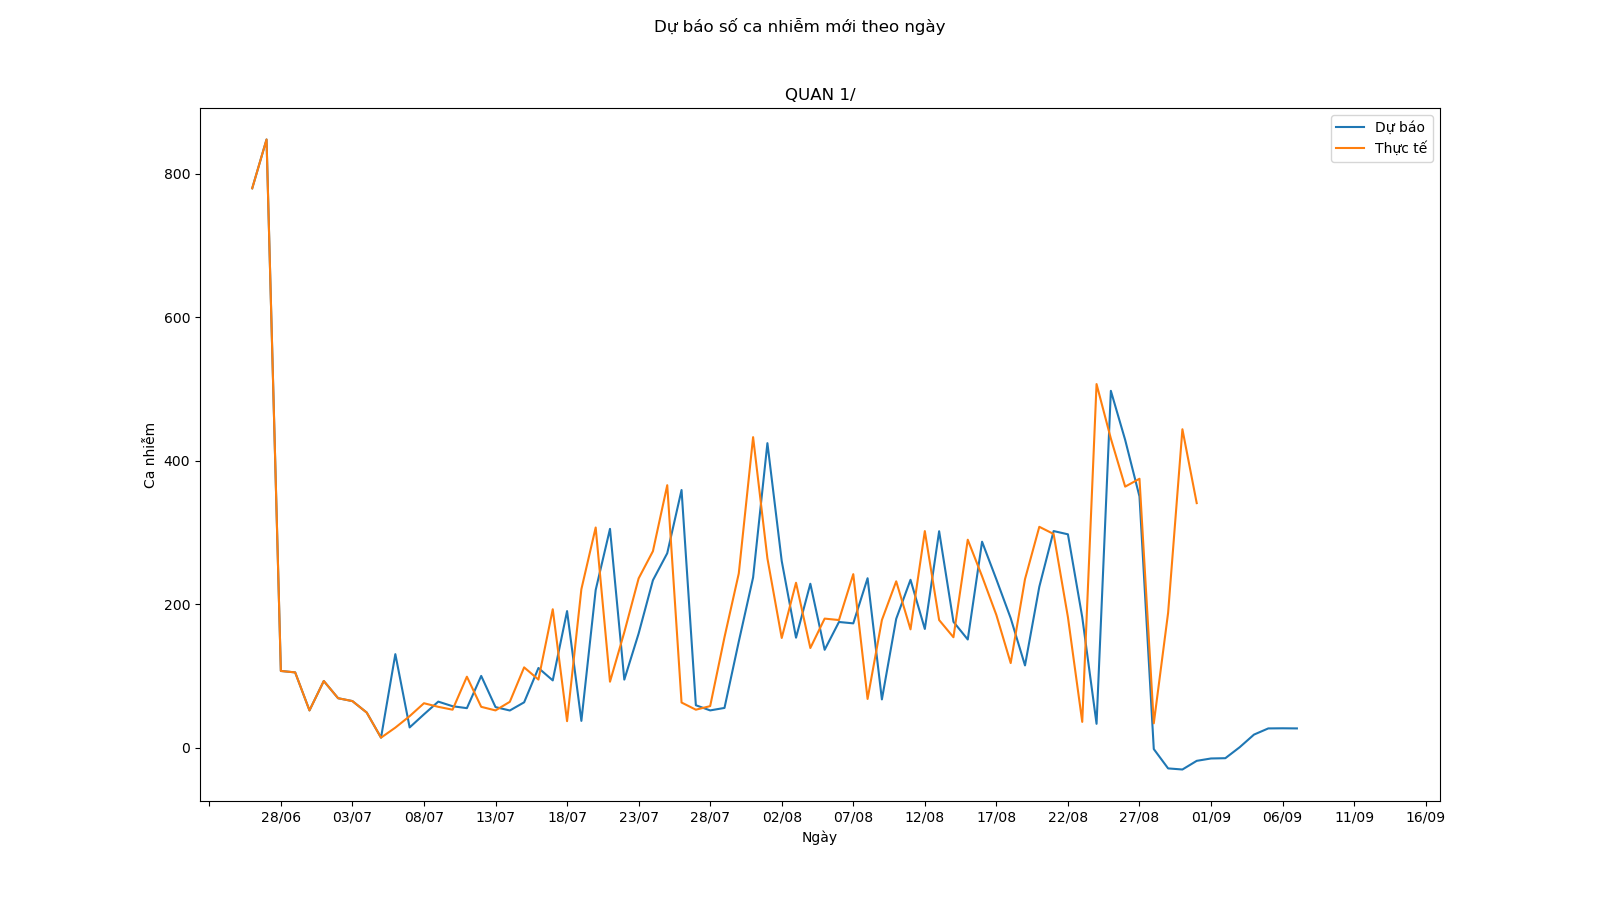 Dự báo số ca nhiễm mới theo ngày
QUAN 1/
Dự báo
Thực tế
800
600
400
200
0
Ca nhiễm
28/06 03/07 08/07 13/07 18/07 23/07 28/07 02/08 07/08 12/08 17/08 22/08 27/08 01/09 06/09 11/09 16/09
Ngày